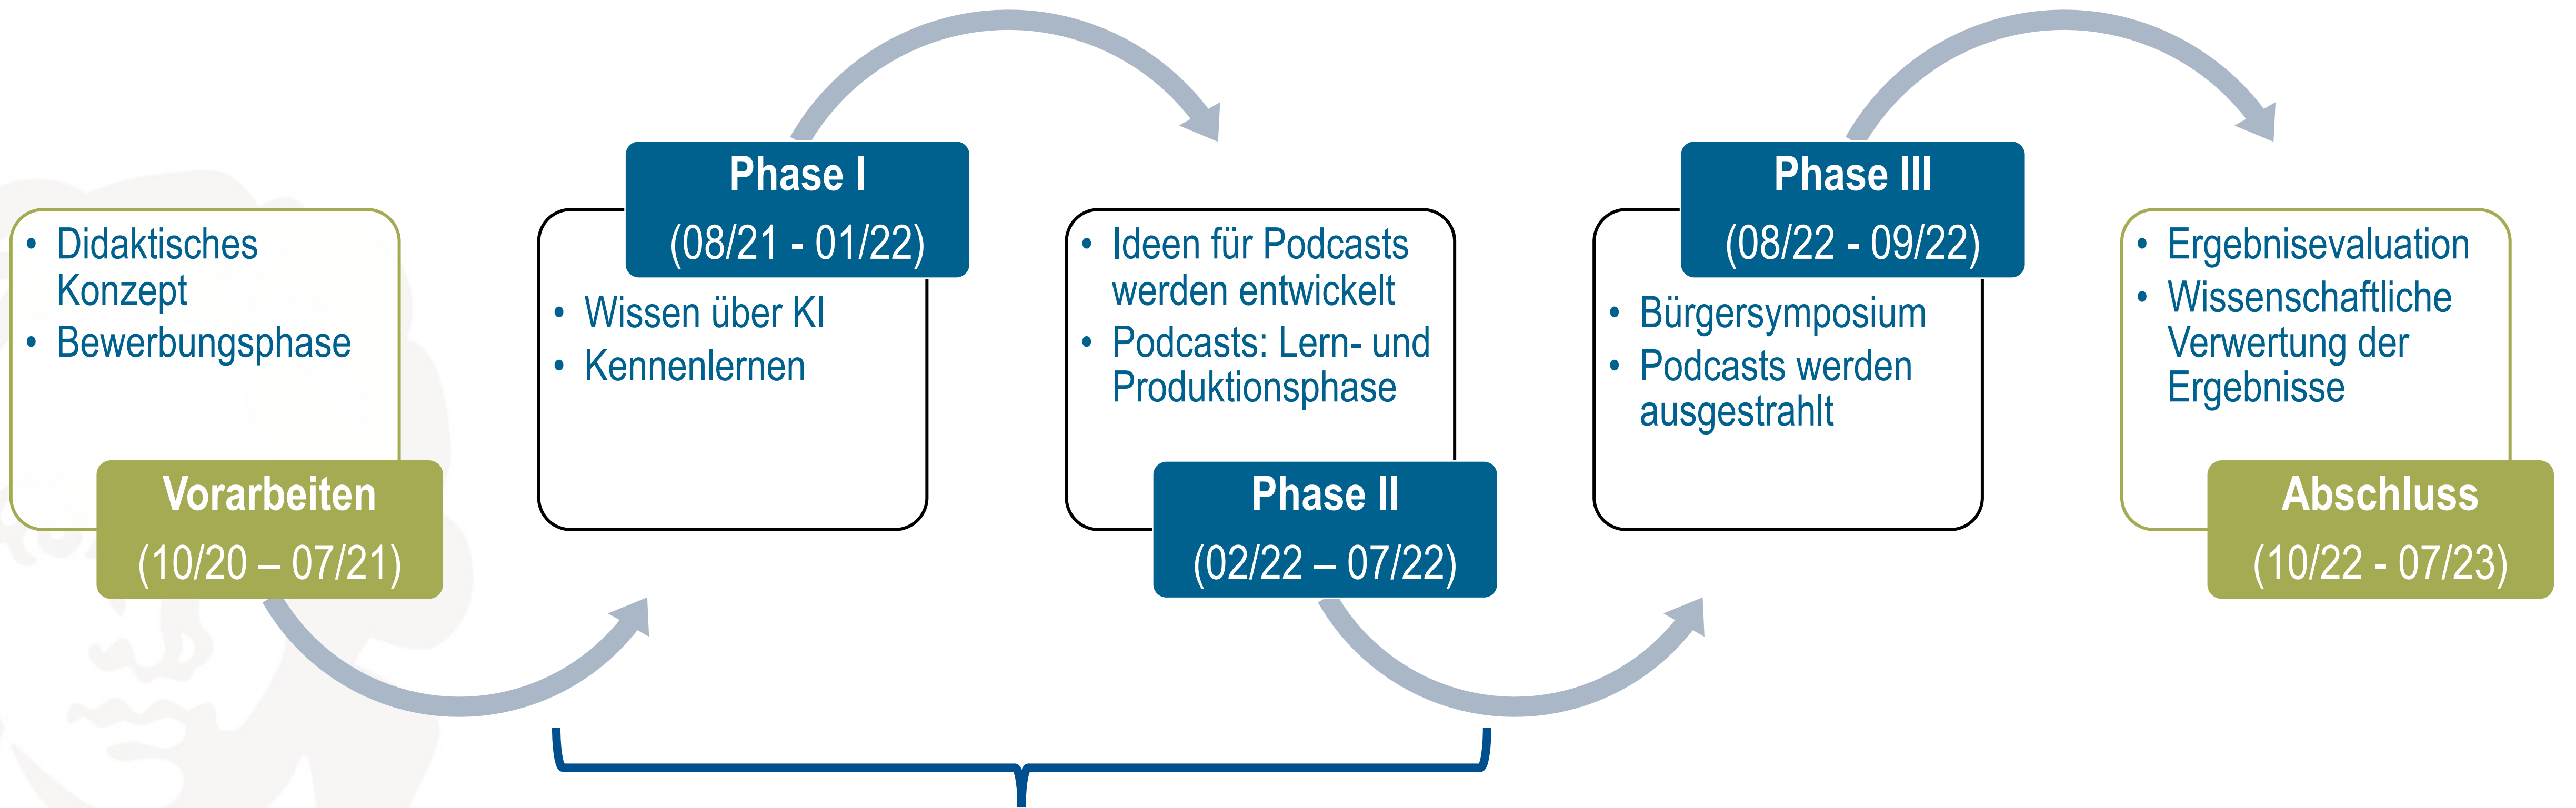 • Didaktisches
Konzept
• Bewerbungsphase
Vorarbeiten
(10/20 – 07/21)
Phase I
(08/21 - 01/22)
• Wissen über KI
• Kennenlernen
• Ideen für Podcasts
werden entwickelt
• Podcasts: Lern- und
Produktionsphase
Phase II
(02/22 – 07/22)
Phase III
(08/22 - 09/22)
• Bürgersymposium
• Podcasts werden
ausgestrahlt
• Ergebnisevaluation
• Wissenschaftliche
Verwertung der
Ergebnisse
Abschluss
(10/22 - 07/23)